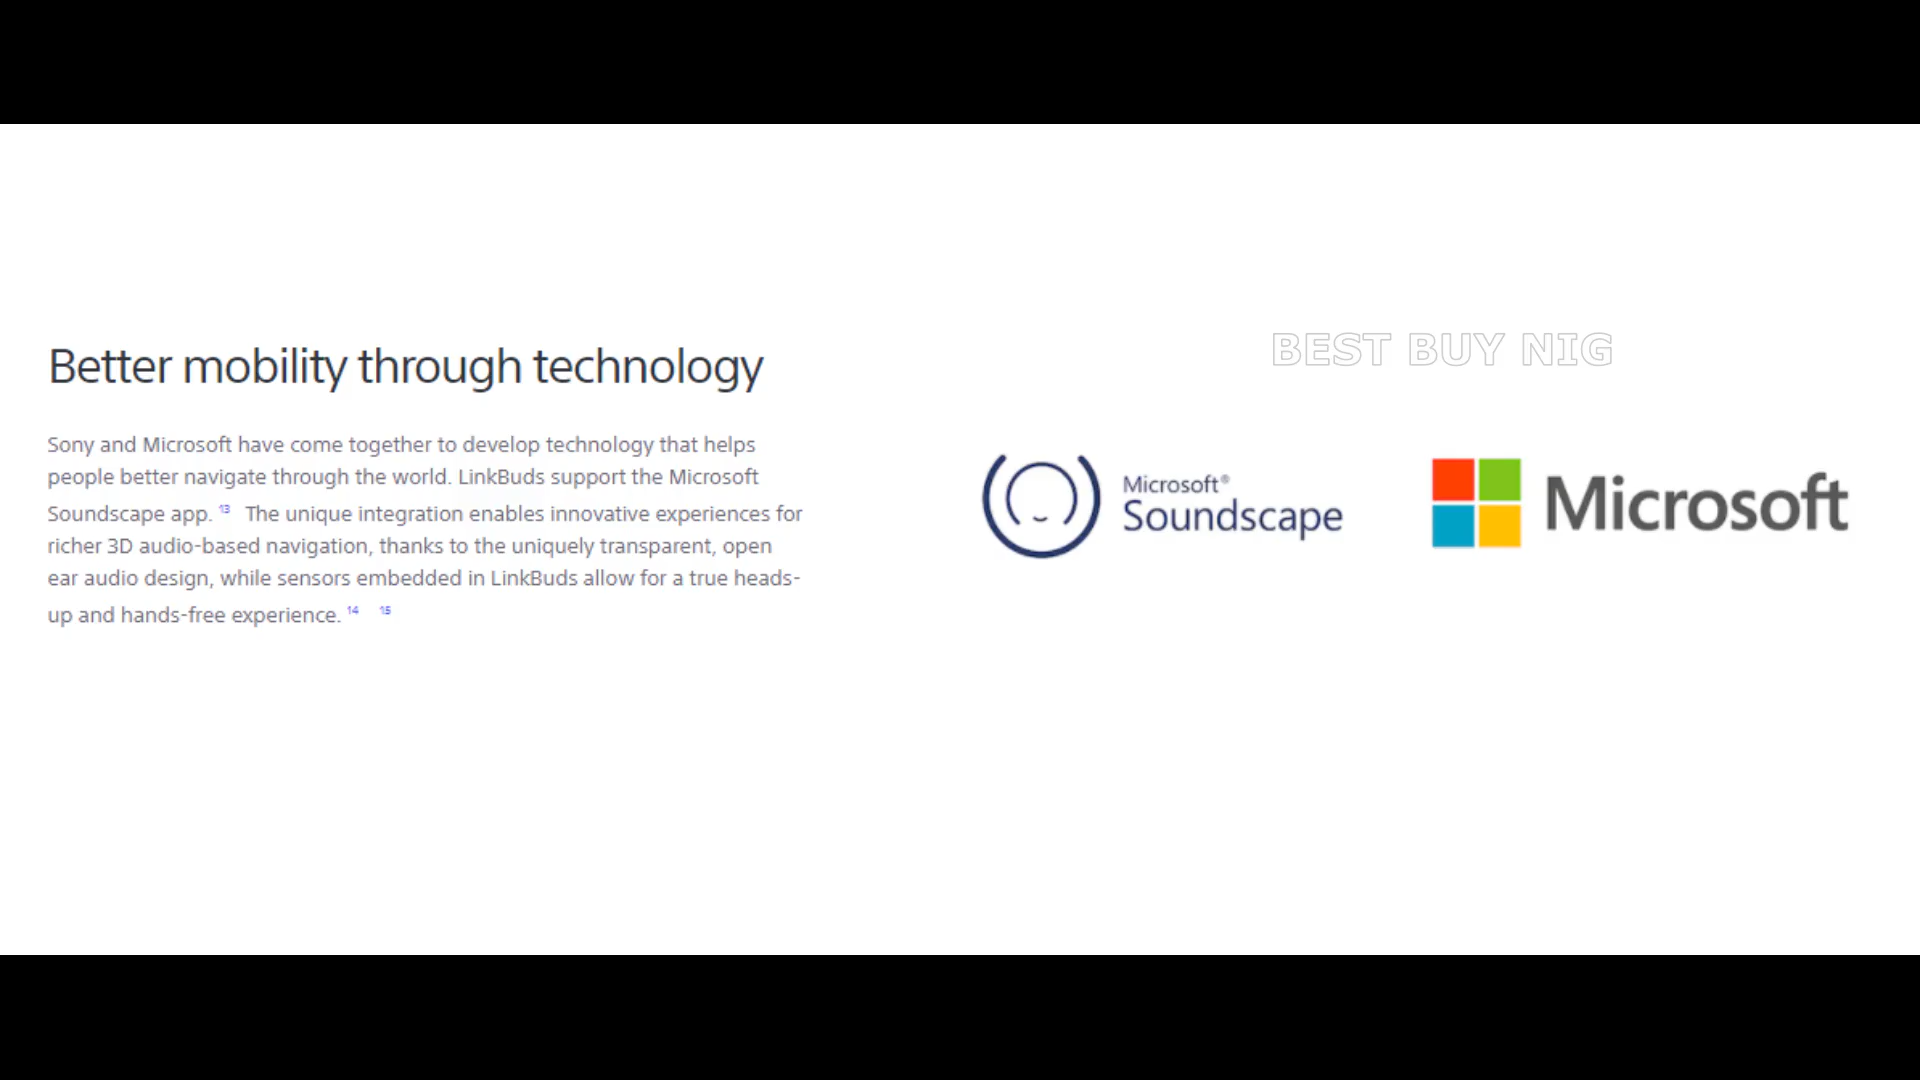 Better mobility through technology
Sony and Microsoft have come together to develop technology that helps
people better navigate through the world. LinkBuds support the Microsoft
Soundscape app. 13 The unique integration enables innovative experiences for
richer 3D audio-based navigation, thanks to the uniquely transparent, open
ear audio design, while sensors embedded in LinkBuds allow for a true heads-
up and hands-free experience. 14 15
BEST BUY NIG
Microsoft®
Soundscape
Microsoft